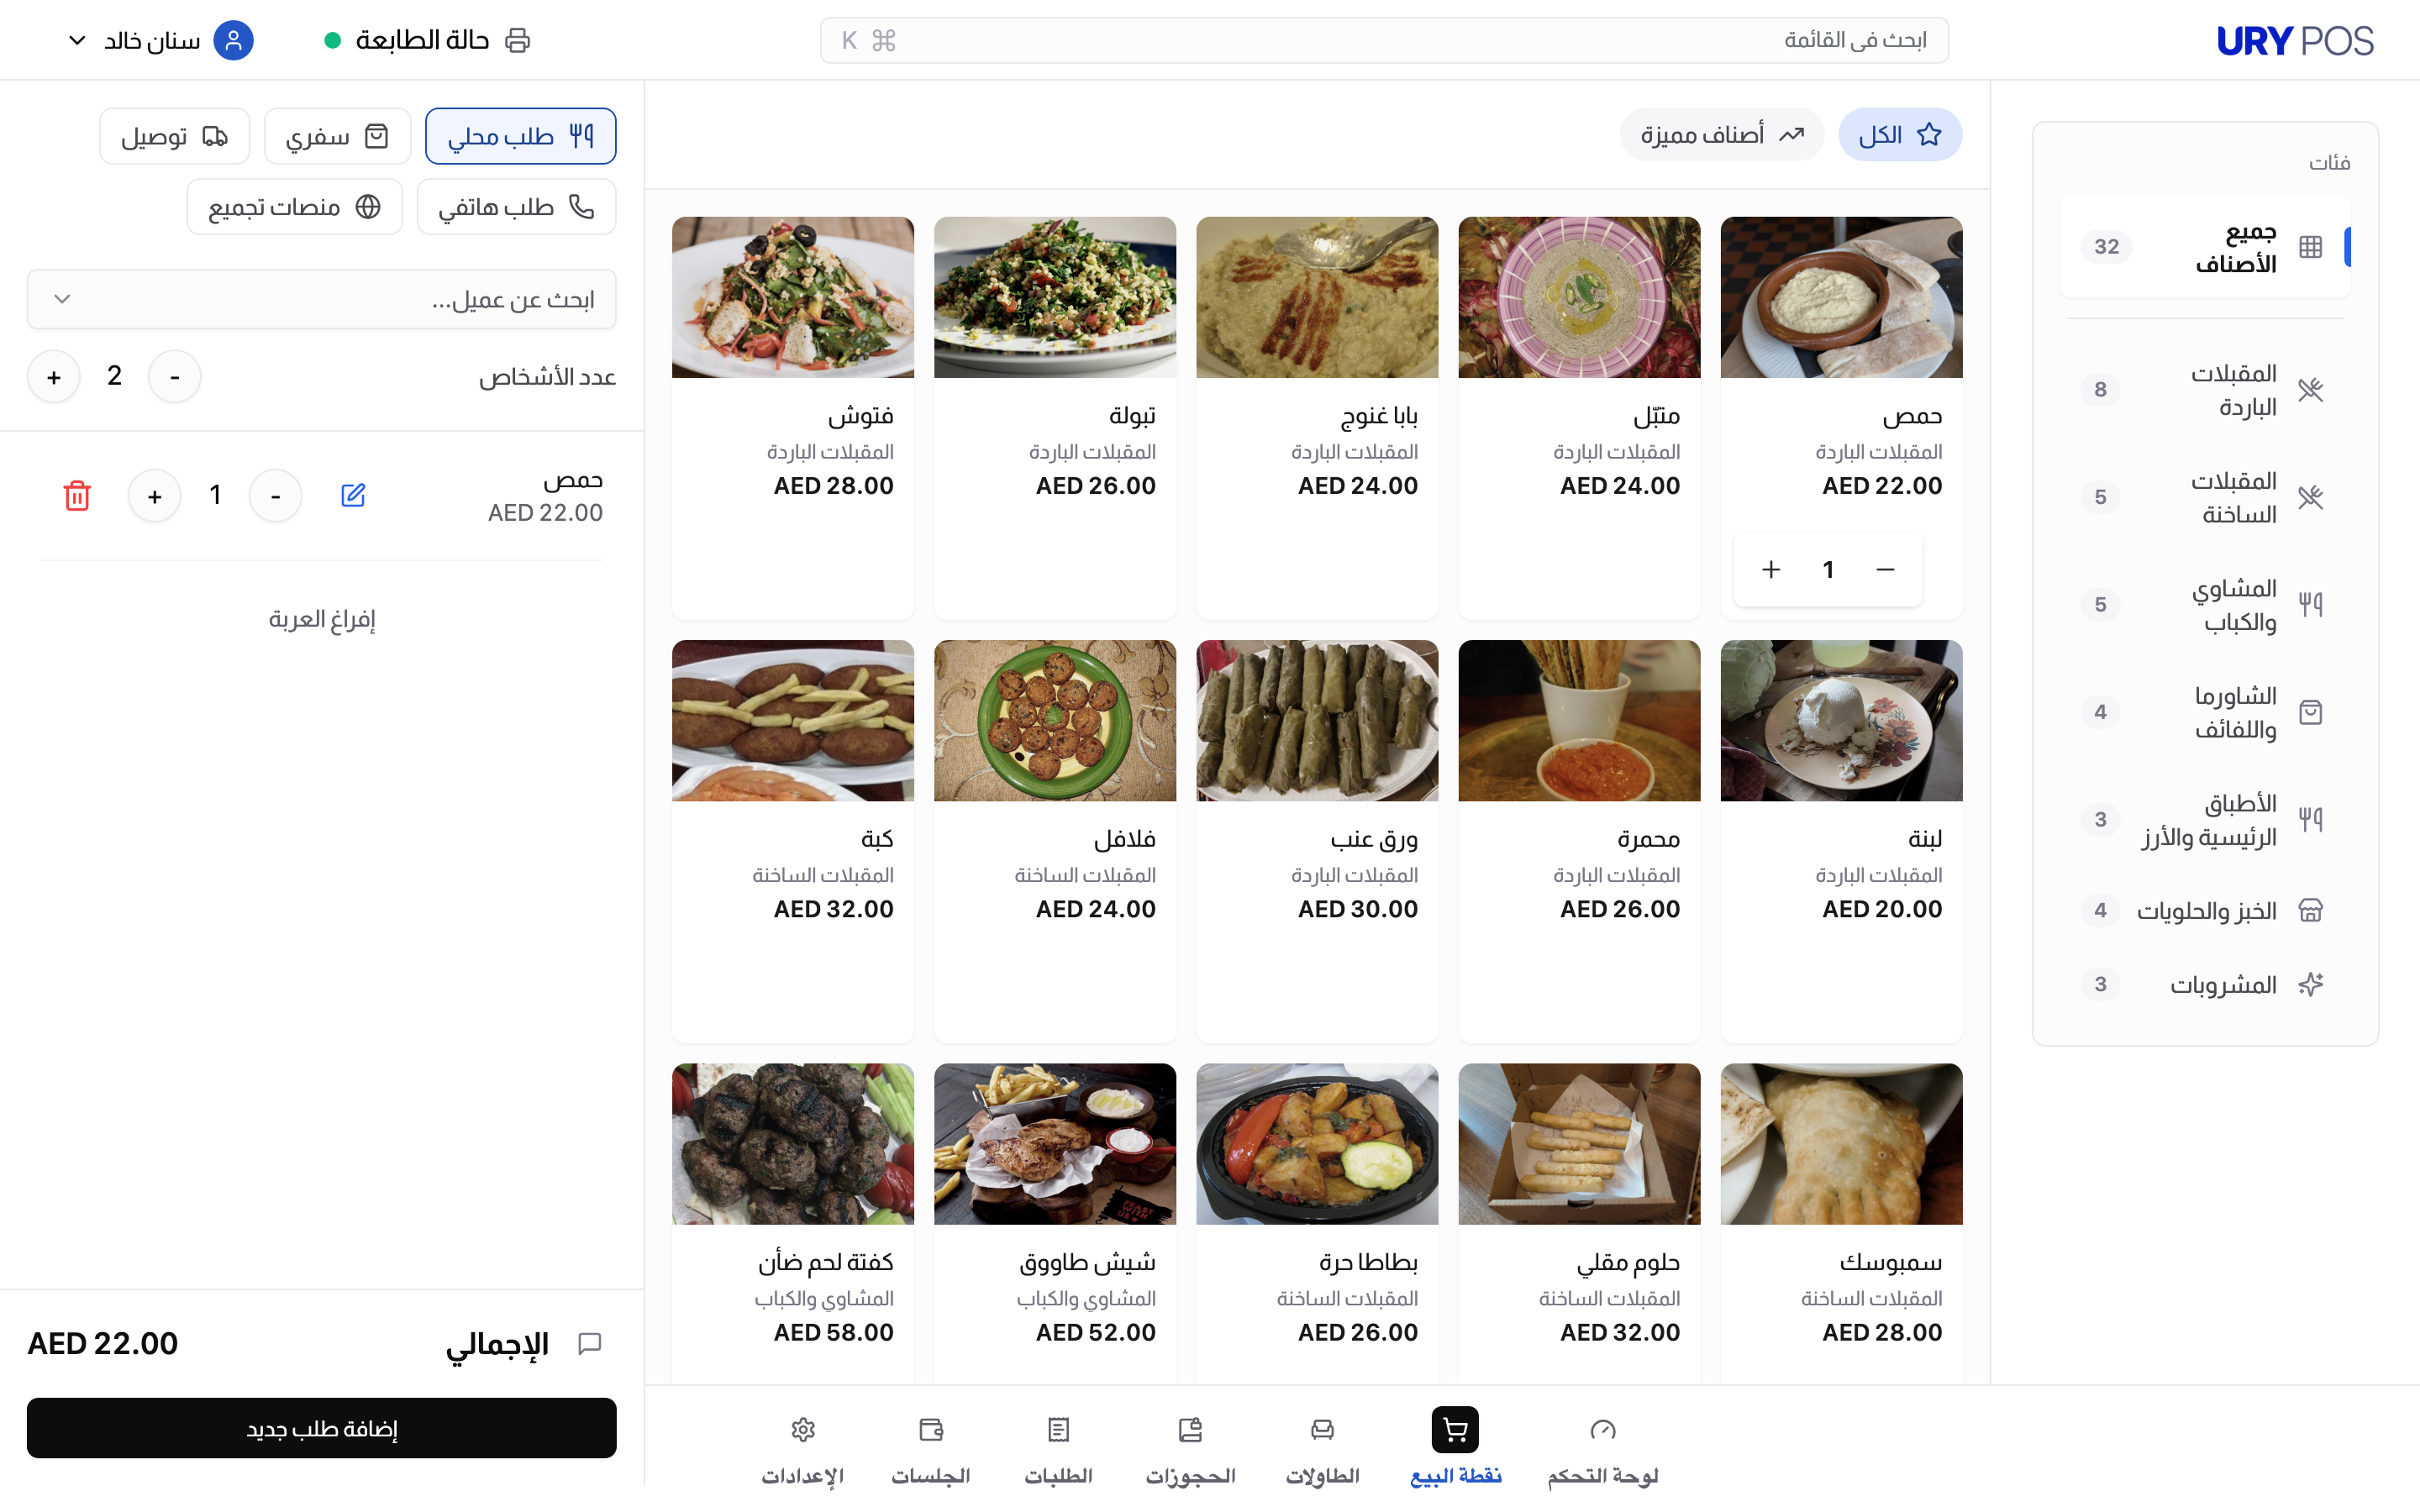 URY POS
ابحث في القائمة
⌘ K
حالة الطابعة
سنان خالد
فئات
جميع الأصناف
32
المقبلات الباردة
8
المقبلات الساخنة
5
المشاوي والكباب
5
الشاورما واللفائف
4
الأطباق الرئيسية والأرز
3
الخبز والحلويات
4
المشروبات
3
الكل
أصناف مميزة
حمص
المقبلات الباردة
AED 22.00
1
متبّل
المقبلات الباردة
AED 24.00
بابا غنوج
المقبلات الباردة
AED 24.00
تبولة
المقبلات الباردة
AED 26.00
فتوش
المقبلات الباردة
AED 28.00
لبنة
المقبلات الباردة
AED 20.00
محمرة
المقبلات الباردة
AED 26.00
ورق عنب
المقبلات الباردة
AED 30.00
فلافل
المقبلات الساخنة
AED 24.00
كبة
المقبلات الساخنة
AED 32.00
سمبوسك
المقبلات الساخنة
AED 28.00
حلوم مقلي
المقبلات الساخنة
AED 32.00
بطاطا حرة
المقبلات الساخنة
AED 26.00
شيش طاووق
المشاوي والكباب
AED 52.00
كفتة لحم ضأن
المشاوي والكباب
AED 58.00
طلب محلي
سفري
توصيل
طلب هاتفي
منصات تجميع
ابحث عن عميل...
عدد الأشخاص
- 2 +
حمص
AED 22.00
- 1 +
إفراغ العربة
الإجمالي
AED 22.00
إضافة طلب جديد
لوحة التحكم
نقطة البيع
الطاولات
الحجوزات
الطلبات
الجلسات
الإعدادات